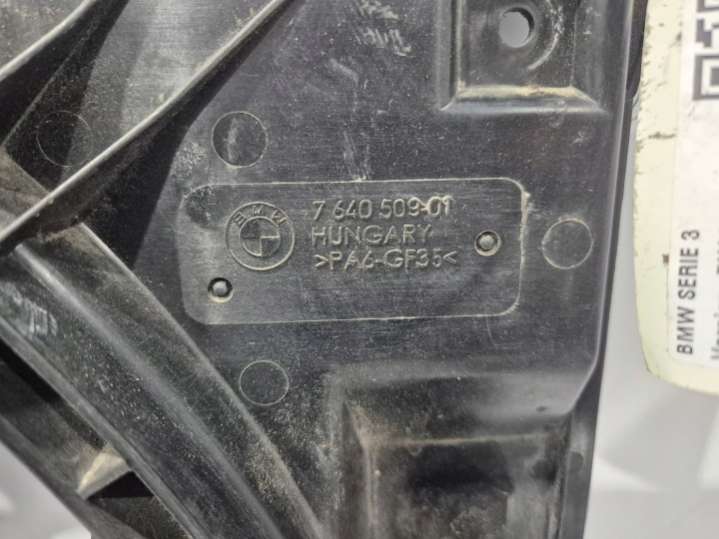 BMW
7 640 509-01
HUNGARY
>PA6-GF35<
BMW SERIE 3